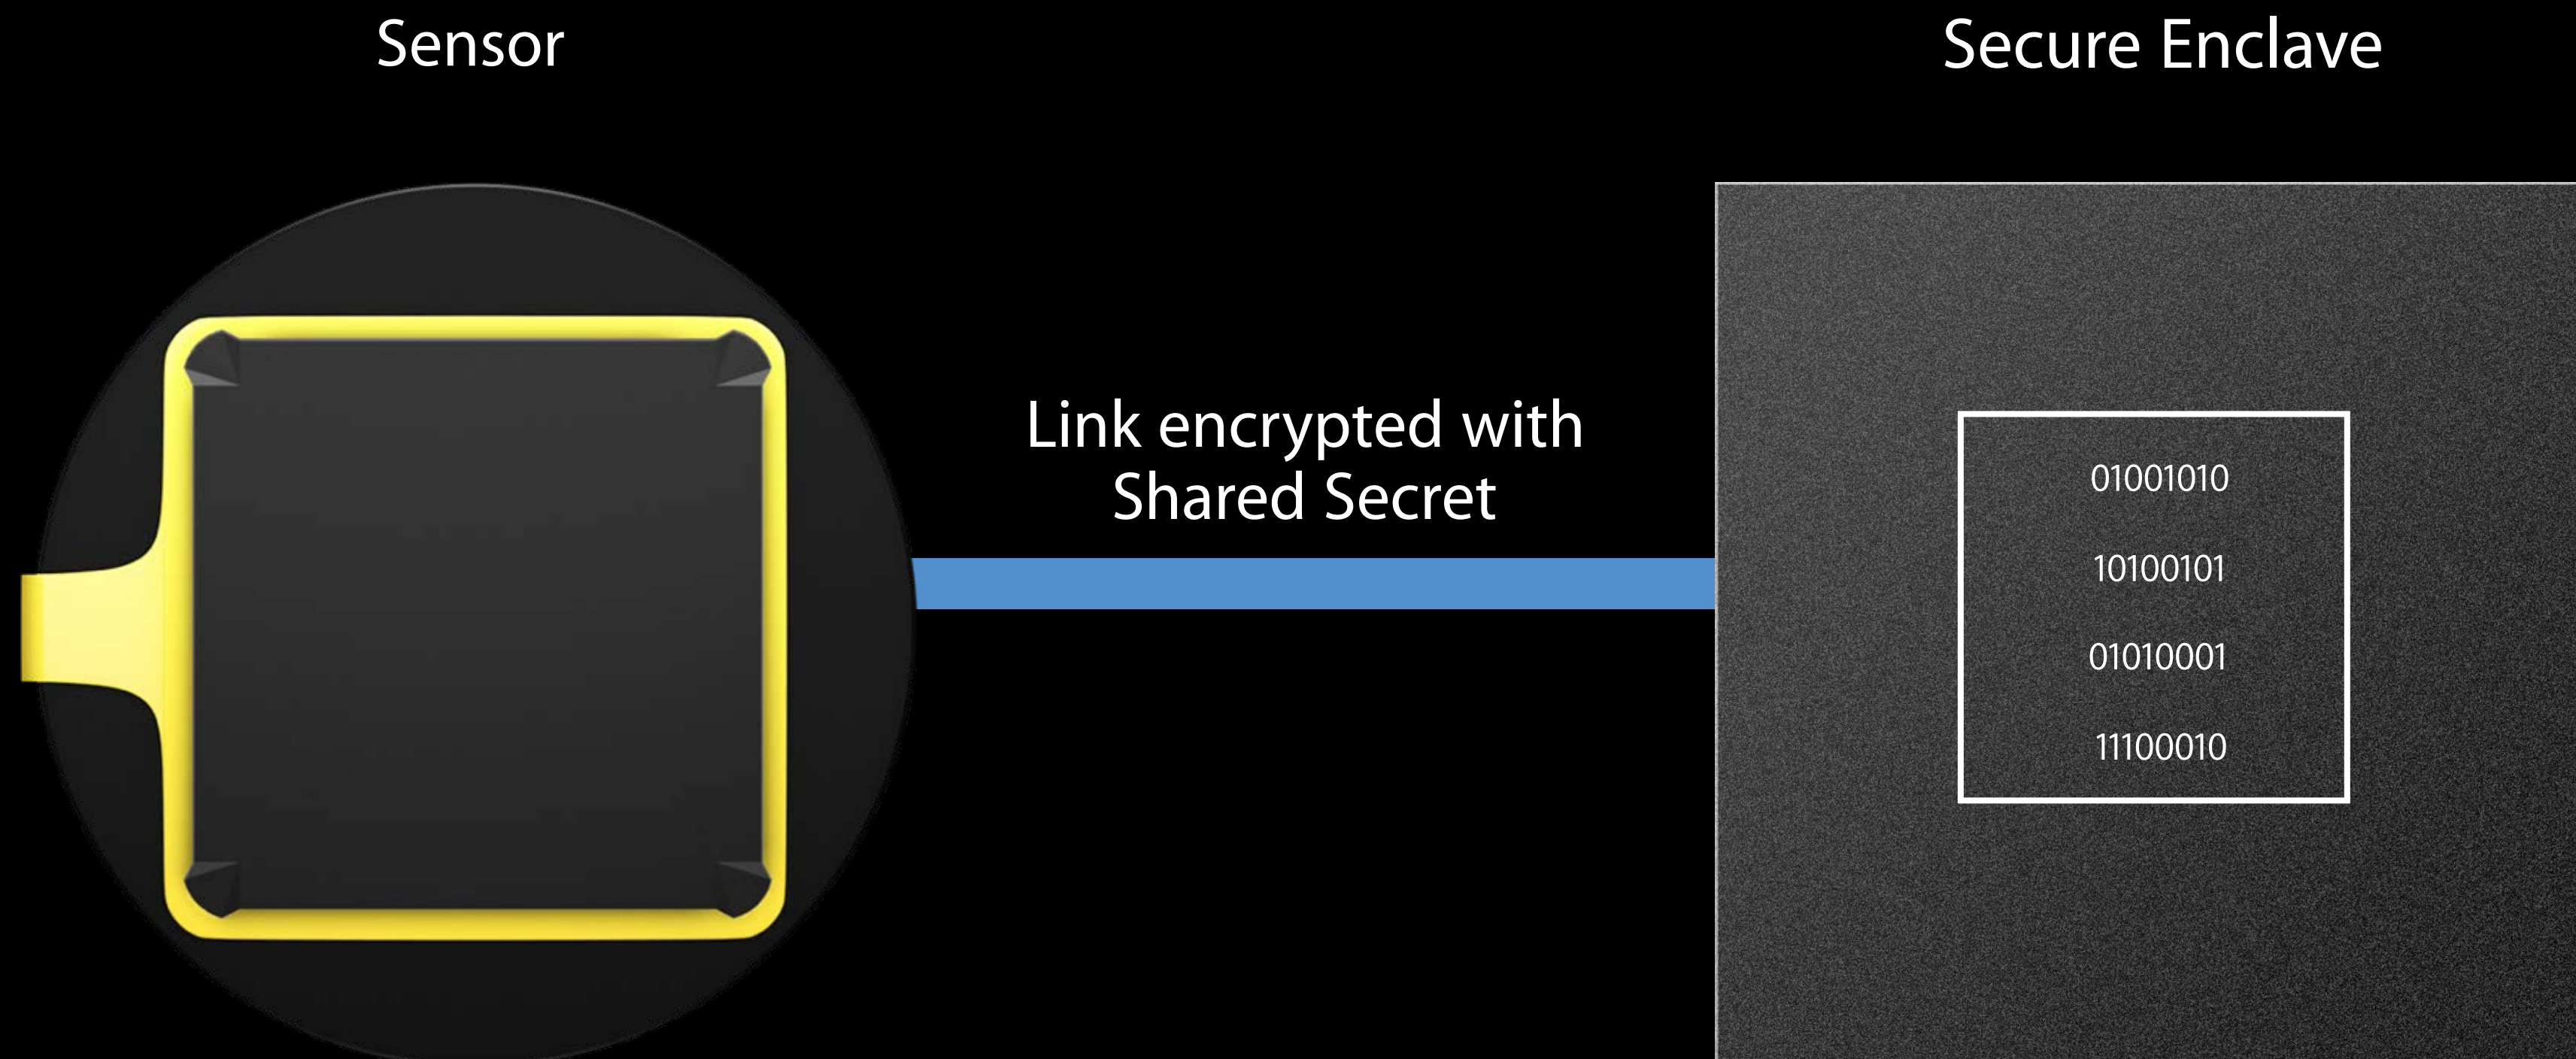 Sensor
Secure Enclave
Link encrypted with
Shared Secret
01001010
10100101
01010001
11100010